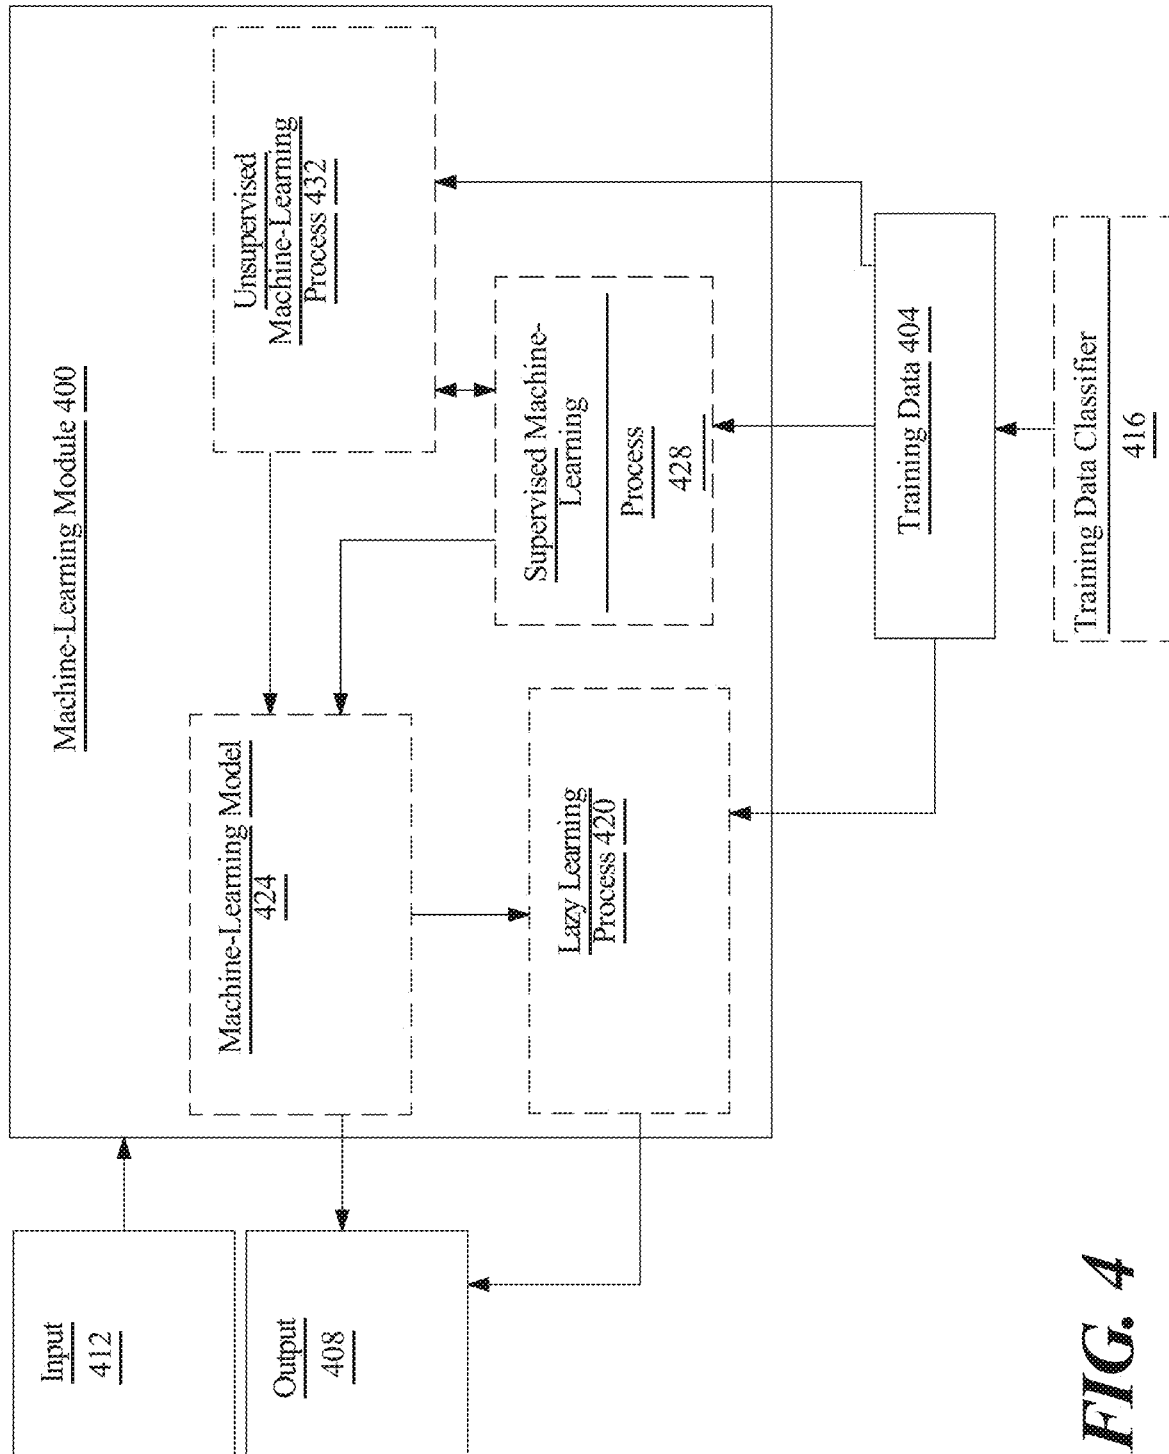 Machine-Learning Module 400
Input
412
Output
408
Machine-Learning Model
424
Unsupervised
Machine-Learning
Process 432
Lazy Learning
Process 420
Supervised Machine-
Learning
Process
428
Training Data 404
Training Data Classifier
416
FIG. 4